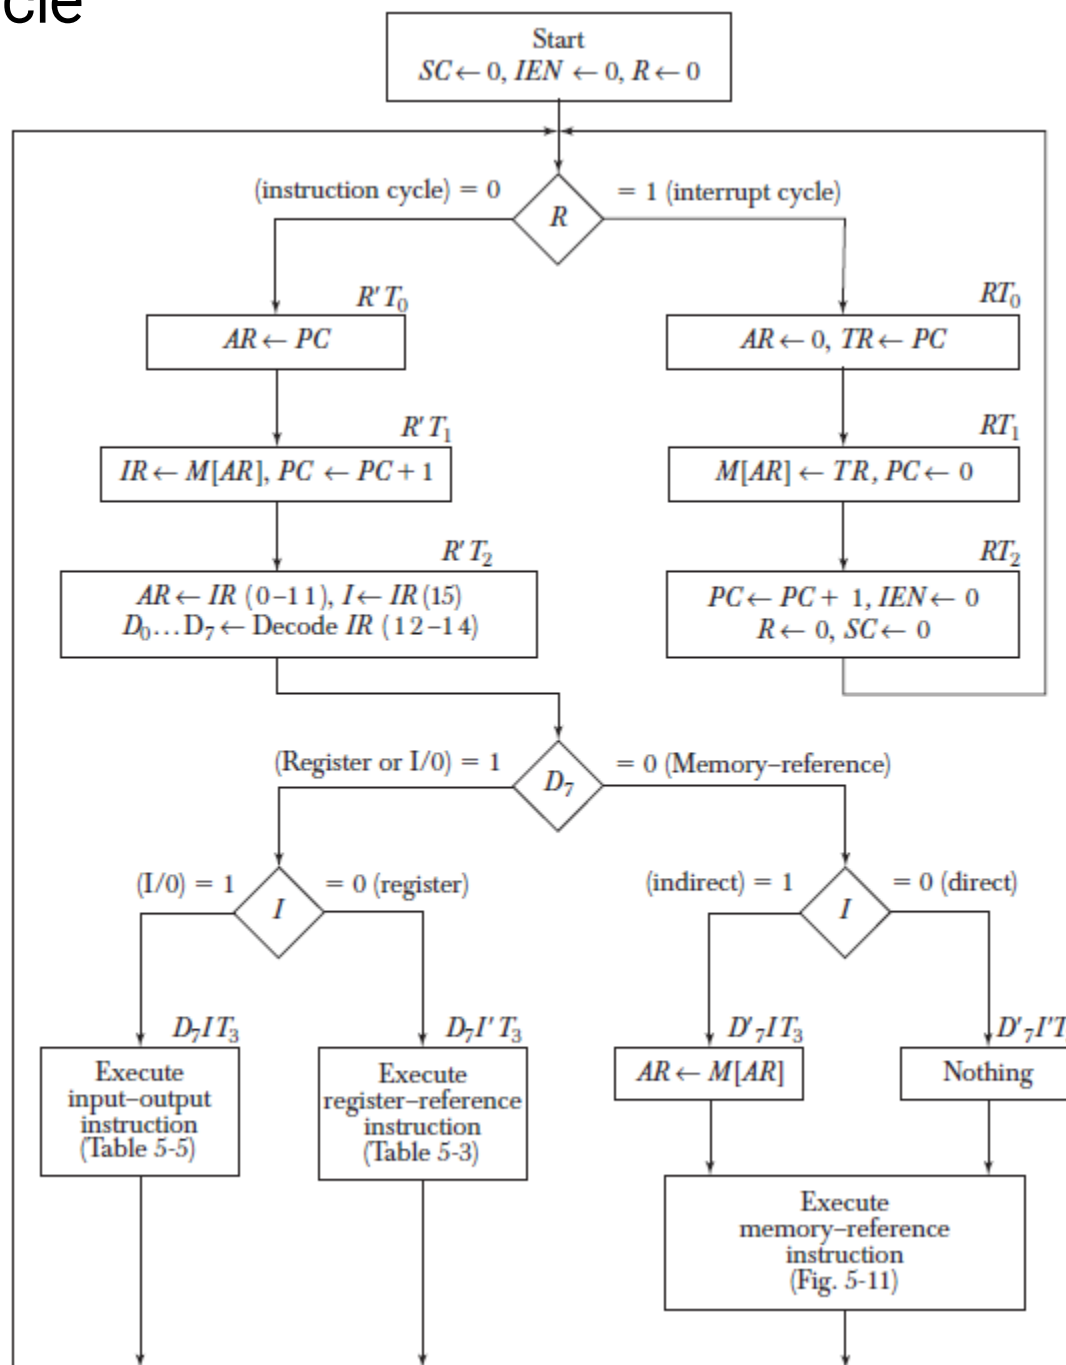 cle
Start
SC ← 0, IEN ← 0, R ← 0
(instruction cycle) = 0
= 1 (interrupt cycle)
R
R′T₀
AR ← PC
RT₀
AR ← 0, TR ← PC
R′T₁
IR ← M[AR], PC ← PC + 1
RT₁
M[AR] ← TR, PC ← 0
R′T₂
AR ← IR (0–11), I ← IR (15)
D₀...D₇ ← Decode IR (12–14)
RT₂
PC ← PC + 1, IEN ← 0
R ← 0, SC ← 0
(Register or I/0) = 1
= 0 (Memory–reference)
D₇
(I/0) = 1
= 0 (register)
I
(indirect) = 1
= 0 (direct)
I
D₇IT₃
Execute
input–output
instruction
(Table 5-5)
D₇I′T₃
Execute
register–reference
instruction
(Table 5-3)
D′₇IT₃
AR ← M[AR]
D′₇I′T
Nothing
Execute
memory–reference
instruction
(Fig. 5-11)